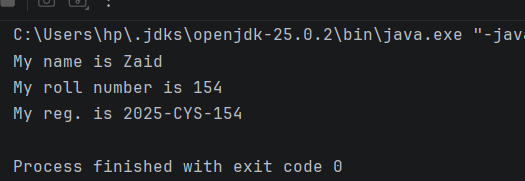 C:\Users\hp\.jdks\openjdk-25.0.2\bin\java.exe "-jav
My name is Zaid
My roll number is 154
My reg. is 2025-CYS-154
Process finished with exit code 0